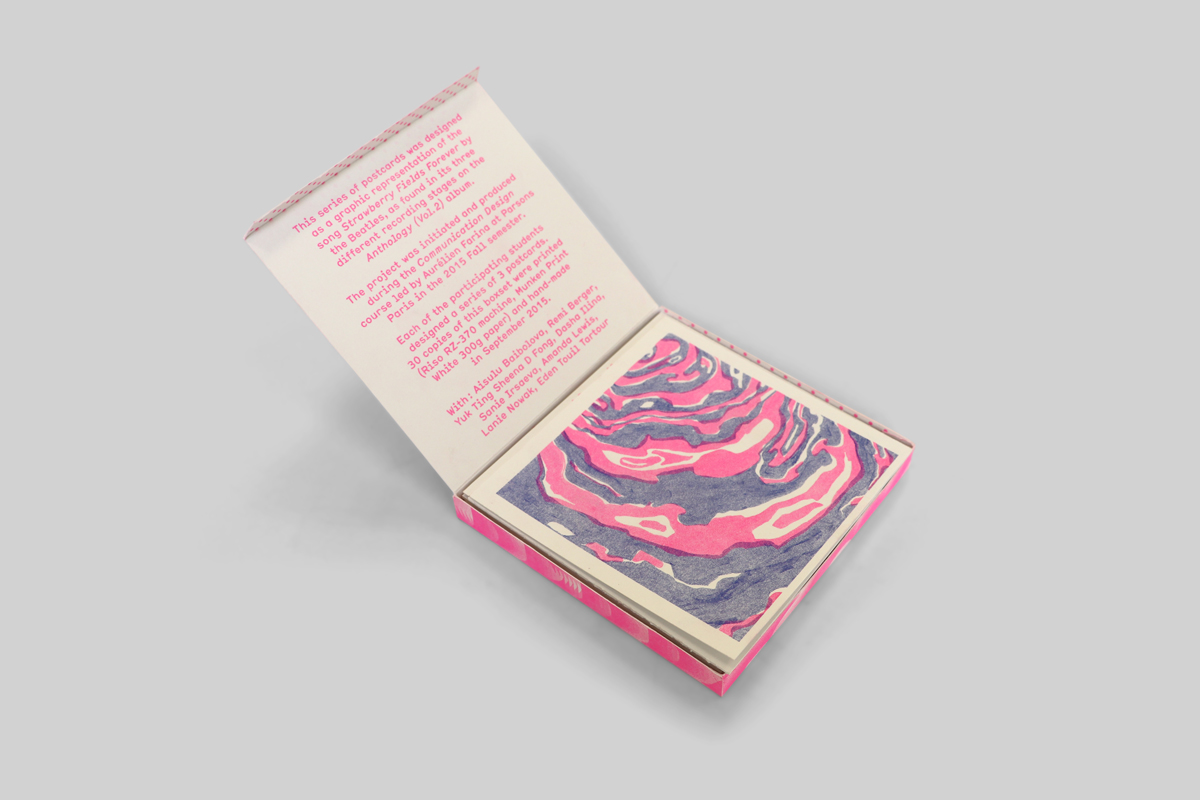 This series of postcards was designed
as a graphic representation of the
song Strawberry Fields Forever by
the Beatles, as found in its three
different recording stages on the
Anthology (Vol.2) album.
The project was initiated and produced
during the Communication Design
course led by Aurélien Farina at Parsons
Paris in the 2015 Fall semester.
Each of the participating students
designed a series of 3 postcards.
30 copies of this boxset were printed
(Riso RZ-370 machine, Munken Print
White 300g paper) and hand-made
in September 2015.
With: Aisulu Baibolova, Remi Berger,
Yuk Ting Sheena D Fong, Dasha Ilina,
Sanie Irsaeva, Amanda Lewis,
Lanie Nowak, Eden Touil Tartour